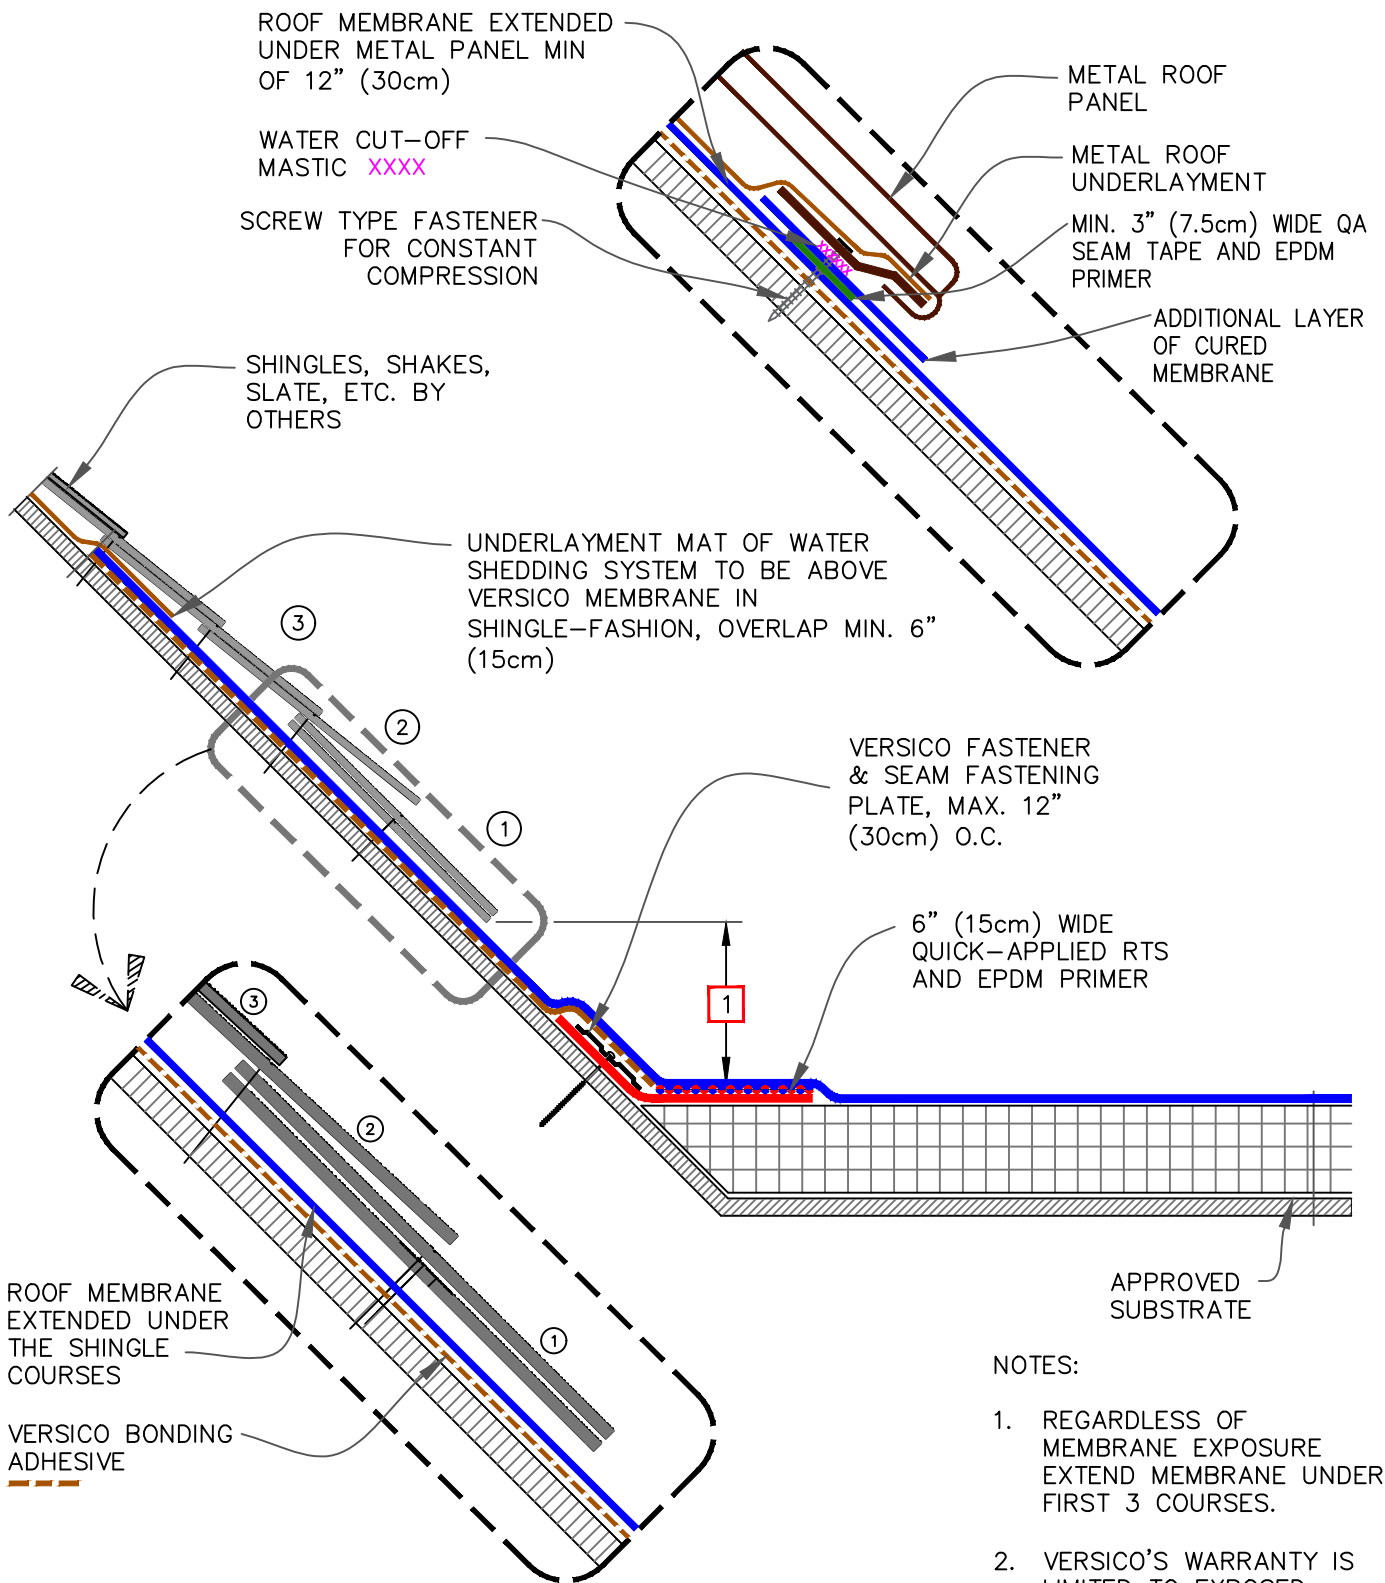 ROOF MEMBRANE EXTENDED
UNDER METAL PANEL MIN
OF 12" (30cm)
WATER CUT-OFF
MASTIC XXXX
SCREW TYPE FASTENER
FOR CONSTANT
COMPRESSION
METAL ROOF
PANEL
METAL ROOF
UNDERLAYMENT
MIN. 3" (7.5cm) WIDE QA
SEAM TAPE AND EPDM
PRIMER
ADDITIONAL LAYER
OF CURED
MEMBRANE
XXXXX
SHINGLES, SHAKES,
SLATE, ETC. BY
OTHERS
UNDERLAYMENT MAT OF WATER
SHEDDING SYSTEM TO BE ABOVE
VERSICO MEMBRANE IN
SHINGLE-FASHION, OVERLAP MIN. 6"
(15cm)
3
2
1
VERSICO FASTENER
& SEAM FASTENING
PLATE, MAX. 12"
(30cm) O.C.
6" (15cm) WIDE
QUICK-APPLIED RTS
AND EPDM PRIMER
1
3
2
1
ROOF MEMBRANE
EXTENDED UNDER
THE SHINGLE
COURSES
VERSICO BONDING
ADHESIVE
APPROVED
SUBSTRATE
NOTES:
1. REGARDLESS OF
MEMBRANE EXPOSURE
EXTEND MEMBRANE UNDER
FIRST 3 COURSES.
2. VERSICO'S WARRANTY IS
LIMITED TO EXPOSED